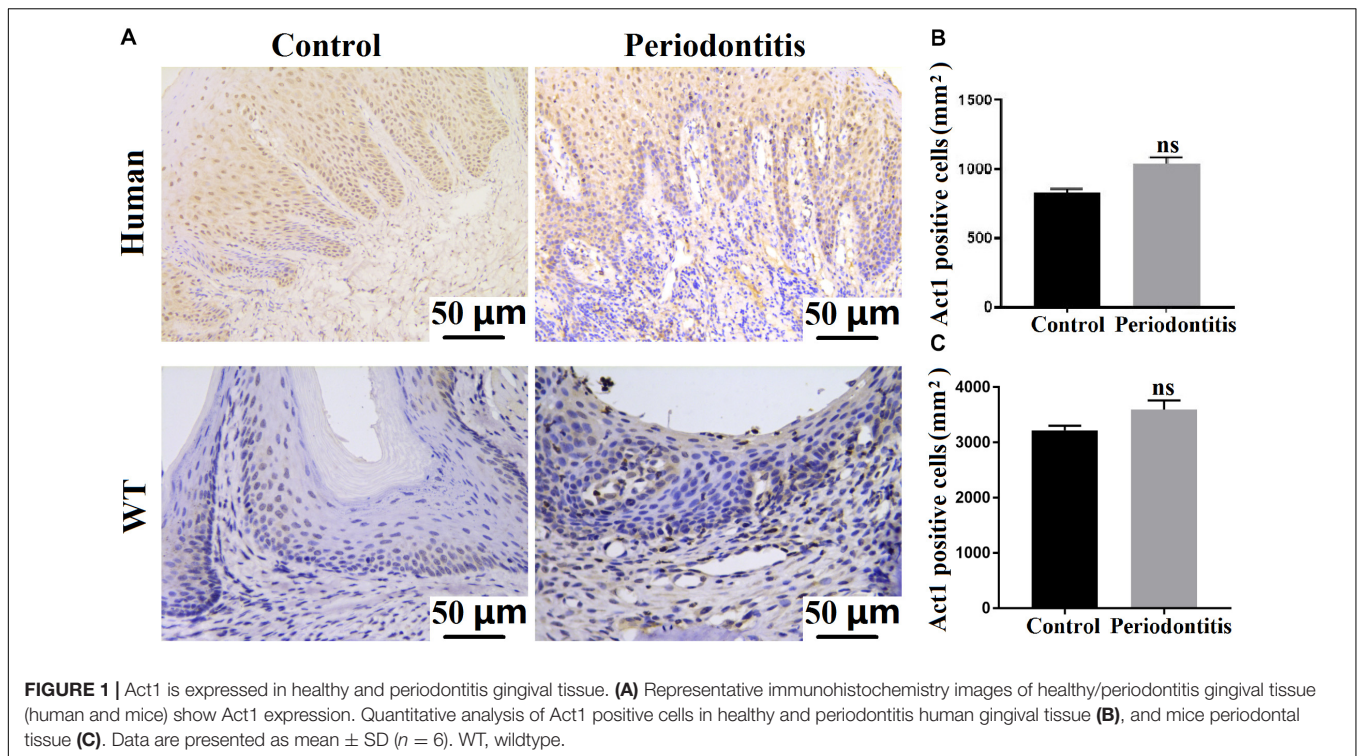 A
Control
Periodontitis
Human
50 μm
50 μm
WT
50 μm
50 μm
B
Act1 positive cells (mm²)
1500
1000
500
0
ns
Control Periodontitis
C
Act1 positive cells (mm²)
4000
3000
2000
1000
0
ns
Control Periodontitis
FIGURE 1 | Act1 is expressed in healthy and periodontitis gingival tissue. (A) Representative immunohistochemistry images of healthy/periodontitis gingival tissue
(human and mice) show Act1 expression. Quantitative analysis of Act1 positive cells in healthy and periodontitis human gingival tissue (B), and mice periodontal
tissue (C). Data are presented as mean ± SD (n = 6). WT, wildtype.